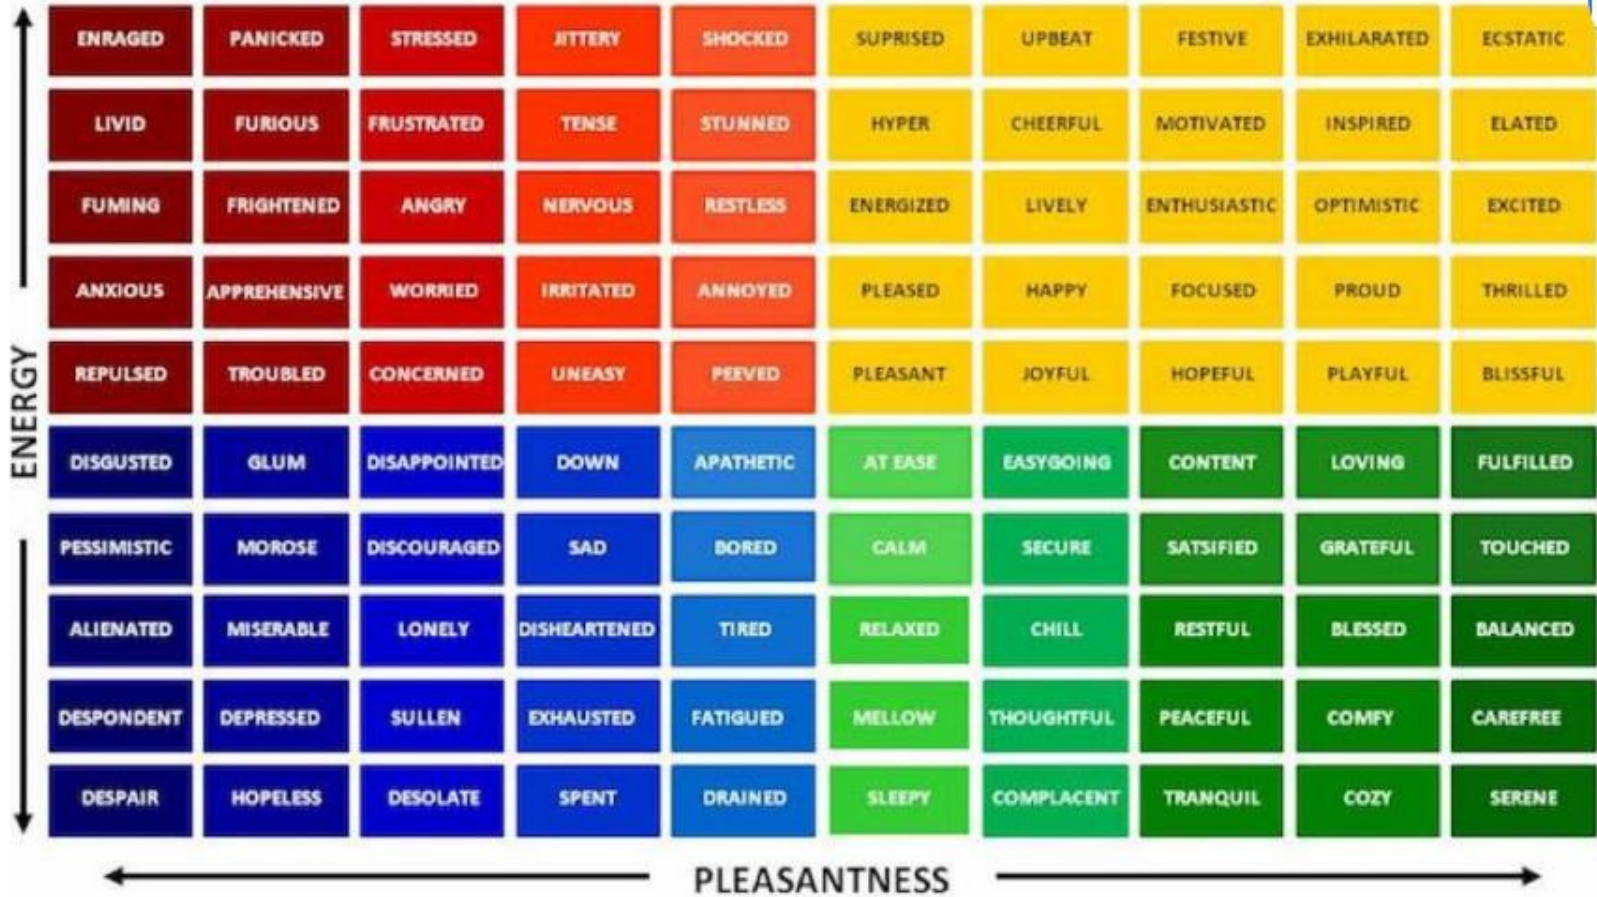 ENRAGED PANICKED STRESSED JITTERY SHOCKED SUPRISED UPBEAT FESTIVE EXHILARATED ECSTATIC
LIVID FURIOUS FRUSTRATED TENSE STUNNED HYPER CHEERFUL MOTIVATED INSPIRED ELATED
FUMING FRIGHTENED ANGRY NERVOUS RESTLESS ENERGIZED LIVELY ENTHUSIASTIC OPTIMISTIC EXCITED
ANXIOUS APPREHENSIVE WORRIED IRRITATED ANNOYED PLEASED HAPPY FOCUSED PROUD THRILLED
REPULSED TROUBLED CONCERNED UNEASY PEEVED PLEASANT JOYFUL HOPEFUL PLAYFUL BLISSFUL
ENERGY
DISGUSTED GLUM DISAPPOINTED DOWN APATHETIC AT EASE EASYGOING CONTENT LOVING FULFILLED
PESSIMISTIC MOROSE DISCOURAGED SAD BORED CALM SECURE SATSIFIED GRATEFUL TOUCHED
ALIENATED MISERABLE LONELY DISHEARTENED TIRED RELAXED CHILL RESTFUL BLESSED BALANCED
DESPONDENT DEPRESSED SULLEN EXHAUSTED FATIGUED MELLOW THOUGHTFUL PEACEFUL COMFY CAREFREE
DESPAIR HOPELESS DESOLATE SPENT DRAINED SLEEPY COMPLACENT TRANQUIL COZY SERENE
PLEASANTNESS